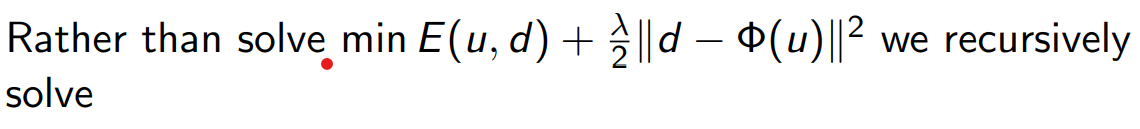 Rather than solve min E(u, d) + λ/2 ‖d − Φ(u)‖² we recursively
solve